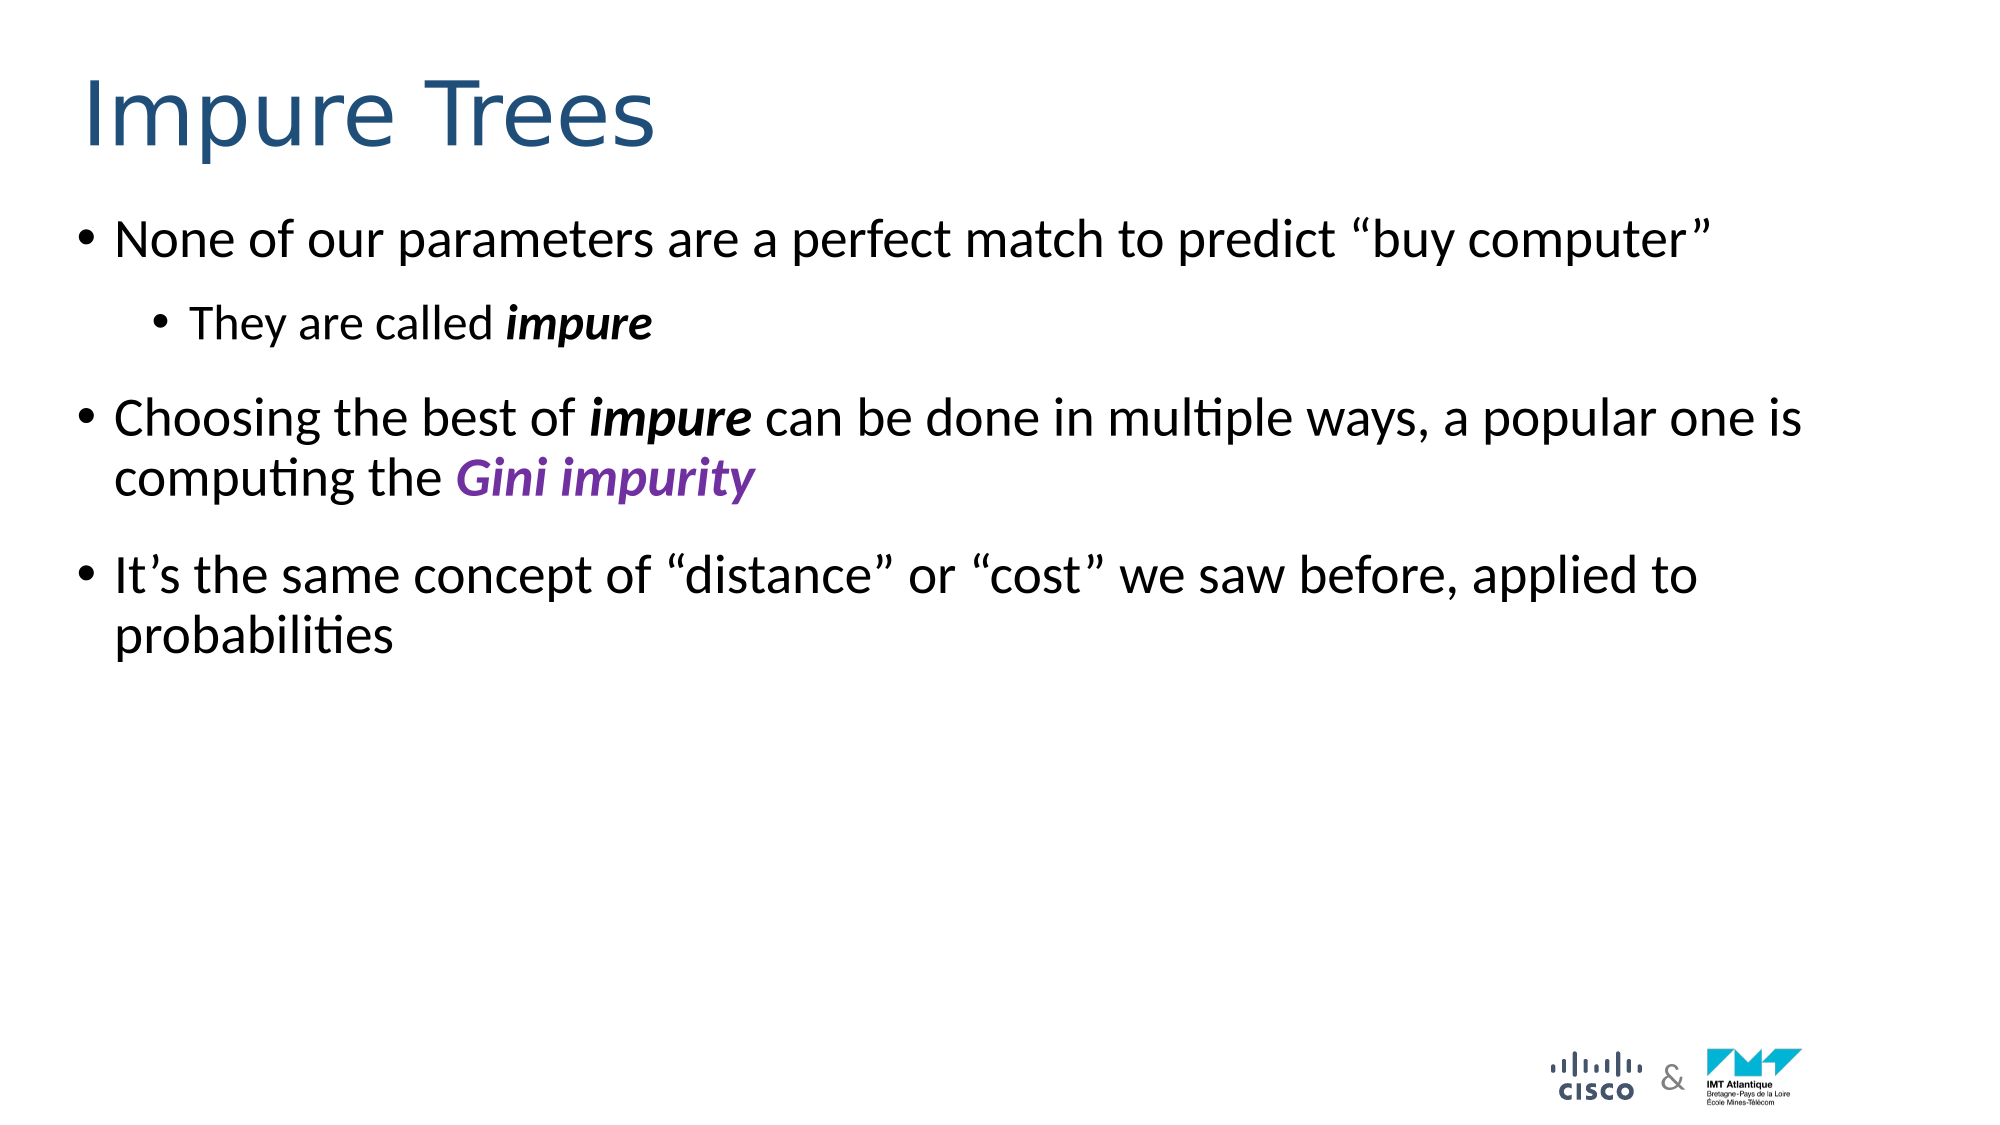 Impure Trees
• None of our parameters are a perfect match to predict “buy computer”
• They are called impure
• Choosing the best of impure can be done in multiple ways, a popular one is
computing the Gini impurity
• It’s the same concept of “distance” or “cost” we saw before, applied to
probabilities
CISCO & IMT Atlantique
Bretagne-Pays de la Loire
École Mines-Télécom